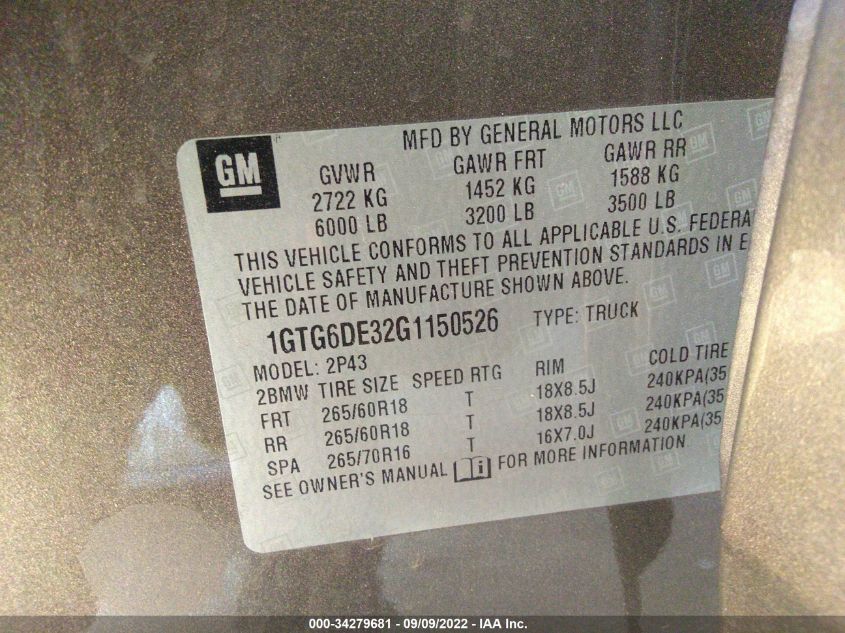 MFD BY GENERAL MOTORS LLC
GM
GVWR GAWR FRT GAWR RR
2722 KG 1452 KG 1588 KG
6000 LB 3200 LB 3500 LB
THIS VEHICLE CONFORMS TO ALL APPLICABLE U.S. FEDERA
VEHICLE SAFETY AND THEFT PREVENTION STANDARDS IN E
THE DATE OF MANUFACTURE SHOWN ABOVE.
1GTG6DE32G1150526 TYPE: TRUCK
MODEL: 2P43
2BMW TIRE SIZE SPEED RTG RIM COLD TIRE
FRT 265/60R18 T 18X8.5J 240KPA(35
RR 265/60R18 T 18X8.5J 240KPA(35
SPA 265/70R16 T 16X7.0J 240KPA(35
SEE OWNER'S MANUAL i FOR MORE INFORMATION
000-34279681 - 09/09/2022 - IAA Inc.